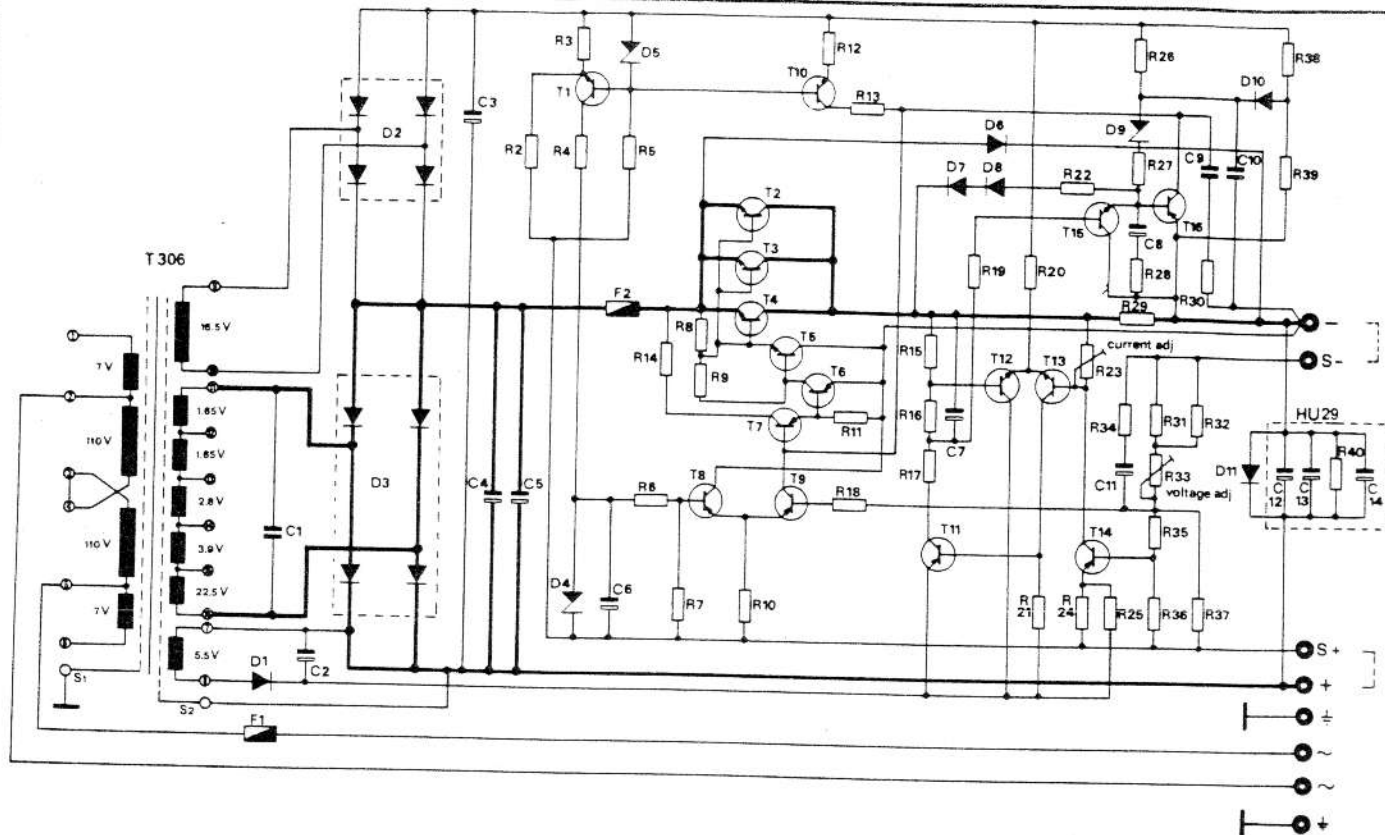 R3
D5
R12
R26
R38
D10
T10
T1
R13
C3
D2
R2
R4
R5
D6
D9
R27
C9
C10
R39
D7
D8
R22
T2
T15
T16
C8
T3
T306
R19
R20
R28
R30
F2
T4
R29
16.5 V
R8
R14
R15
T12
T13
current adj
R23
S-
T5
7 V
R9
T6
1.65 V
R16
HU29
R34
R31
R32
T7
R11
110 V
1.65 V
C7
R17
D11
R40
R33
voltage adj
C11
C12
C13
C14
2.8 V
C1
D3
C4
C5
T8
T9
R6
R18
110 V
3.9 V
T11
T14
R35
22.5 V
D4
C6
R7
R10
R21
R24
R25
R36
R37
7 V
5.5 V
D1
C2
S+
+
S1
S2
F1
~
~